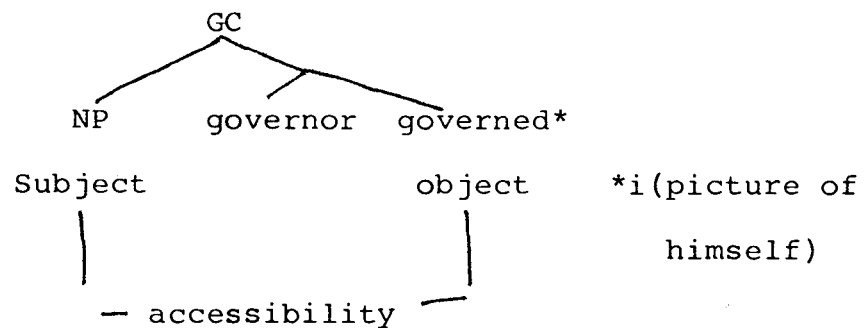 GC
NP governor governed*
Subject object *i(picture of
himself)
— accessibility —